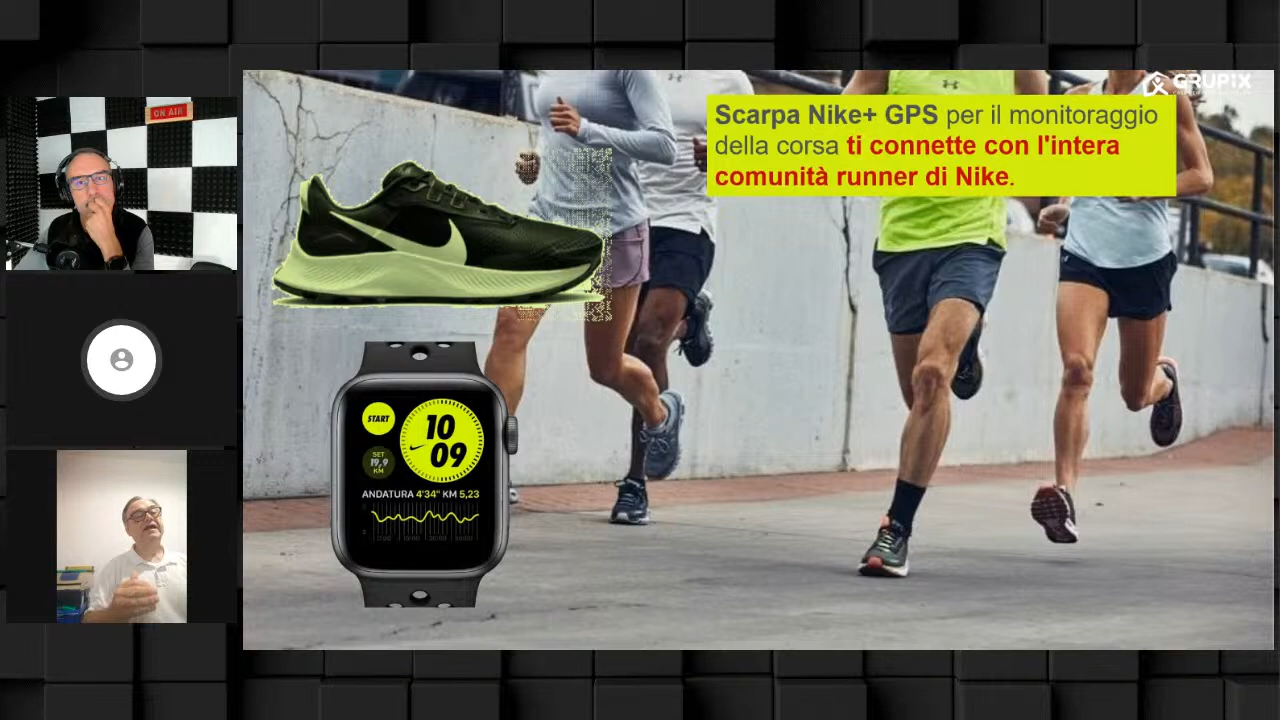 ON AIR
GRUPIX
Scarpa Nike+ GPS per il monitoraggio
della corsa ti connette con l'intera
comunità runner di Nike.
START
10
09
SET
19,9
KM
ANDATURA 4'34" KM 5,23